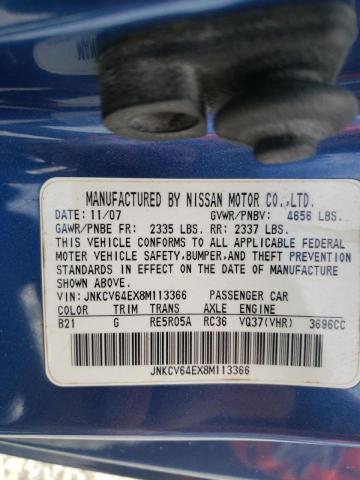 MANUFACTURED BY NISSAN MOTOR CO.,LTD.
DATE: 11/07 GVWR/PNBV: 4656 LBS.
GAWR/PNBE FR: 2335 LBS. RR: 2337 LBS.
THIS VEHICLE CONFORMS TO ALL APPLICABLE FEDERAL
MOTOR VEHICLE SAFETY,BUMPER,AND THEFT PREVENTION
STANDARDS IN EFFECT ON THE DATE OF MANUFACTURE
SHOWN ABOVE.
VIN: JNKCV64EX8M113366 PASSENGER CAR
COLOR TRIM TRANS AXLE ENGINE
B21 G RE5R05A RC36 VQ37(VHR) 3696CC
JNKCV64EX8M113366